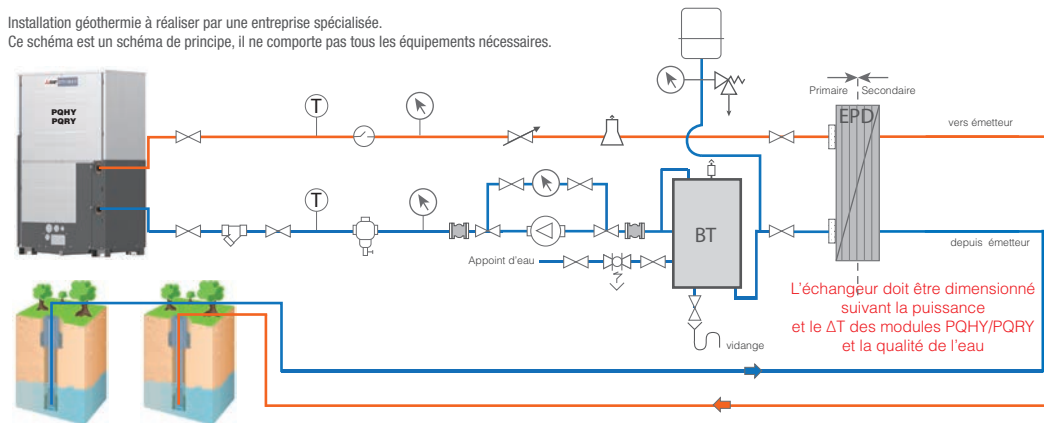 Installation géothermie à réaliser par une entreprise spécialisée.
Ce schéma est un schéma de principe, il ne comporte pas tous les équipements nécessaires.
Primaire
Secondaire
PQHY
PQRY
T
EPD
vers émetteur
T
BT
depuis émetteur
Appoint d'eau
L'échangeur doit être dimensionné
suivant la puissance
et le ΔT des modules PQHY/PQRY
et la qualité de l'eau
vidange